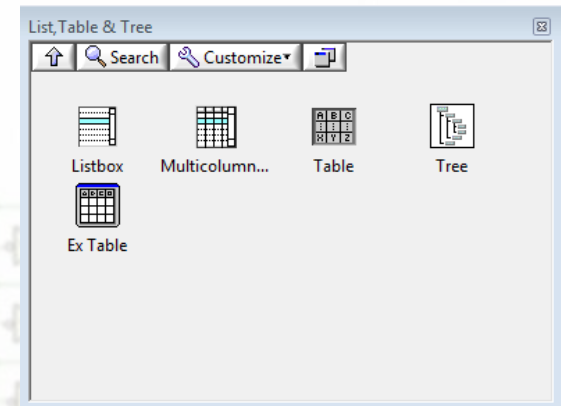 List,Table & Tree
Search Customize
Listbox Multicolumn... Table Tree
Ex Table